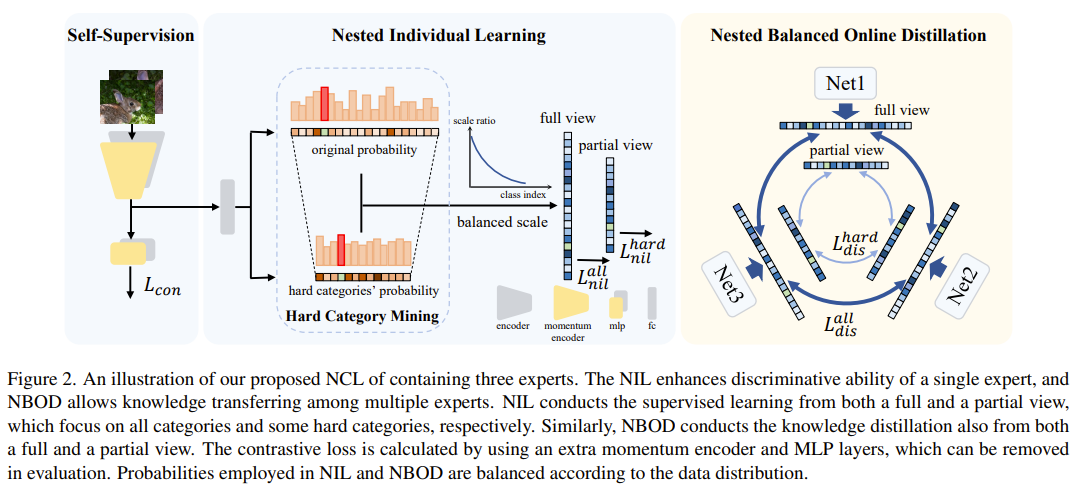 Self-Supervision
Nested Individual Learning
Nested Balanced Online Distillation
original probability
hard categories' probability
Hard Category Mining
scale ratio
class index
balanced scale
full view
partial view
L_{nil}^{hard}
L_{nil}^{all}
L_{con}
encoder
momentum
encoder
mlp
fc
Net1
full view
partial view
L_{dis}^{hard}
Net3
Net2
L_{dis}^{all}
Figure 2. An illustration of our proposed NCL of containing three experts. The NIL enhances discriminative ability of a single expert, and
NBOD allows knowledge transferring among multiple experts. NIL conducts the supervised learning from both a full and a partial view,
which focus on all categories and some hard categories, respectively. Similarly, NBOD conducts the knowledge distillation also from both
a full and a partial view. The contrastive loss is calculated by using an extra momentum encoder and MLP layers, which can be removed
in evaluation. Probabilities employed in NIL and NBOD are balanced according to the data distribution.